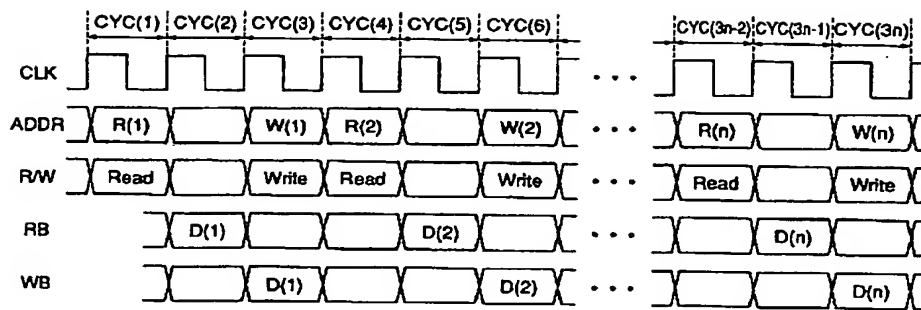 CYC(1) CYC(2) CYC(3) CYC(4) CYC(5) CYC(6) CYC(3n-2) CYC(3n-1) CYC(3n)
CLK
ADDR R(1) W(1) R(2) W(2) R(n) W(n)
R/W Read Write Read Write Read Write
RB D(1) D(2) D(n)
WB D(1) D(2) D(n)